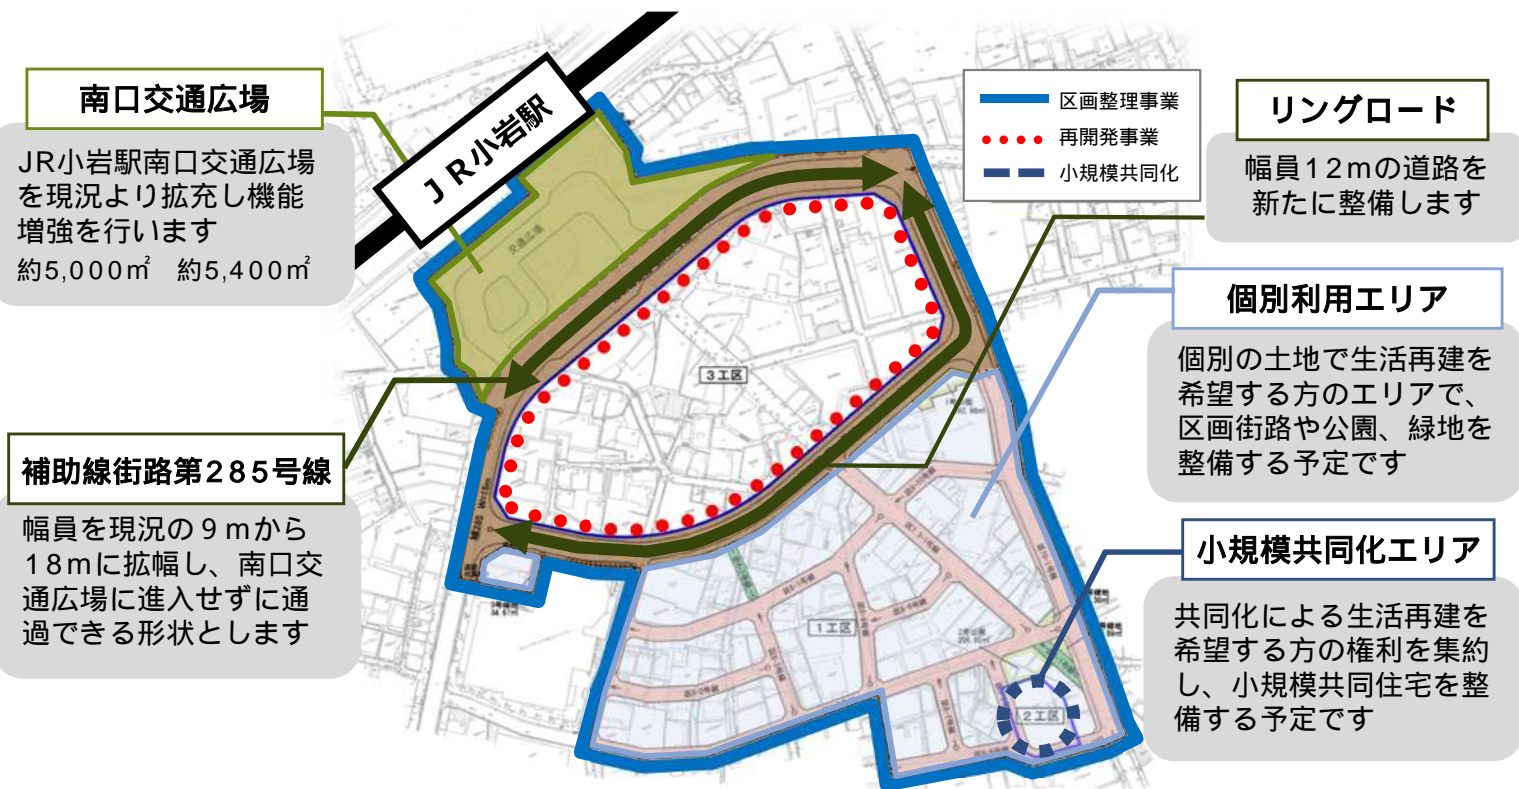 南口交通広場
JR小岩駅南口交通広場
を現況より拡充し機能
増強を行います
約5,000㎡　約5,400㎡
JR小岩駅
区画整理事業
再開発事業
小規模共同化
リングロード
幅員12mの道路を
新たに整備します
個別利用エリア
個別の土地で生活再建を
希望する方のエリアで、
区画街路や公園、緑地を
整備する予定です
補助線街路第285号線
幅員を現況の9mから
18mに拡幅し、南口交
通広場に進入せずに通
過できる形状とします
小規模共同化エリア
共同化による生活再建を
希望する方の権利を集約
し、小規模共同住宅を整
備する予定です
交通広場
3工区
1工区
2工区